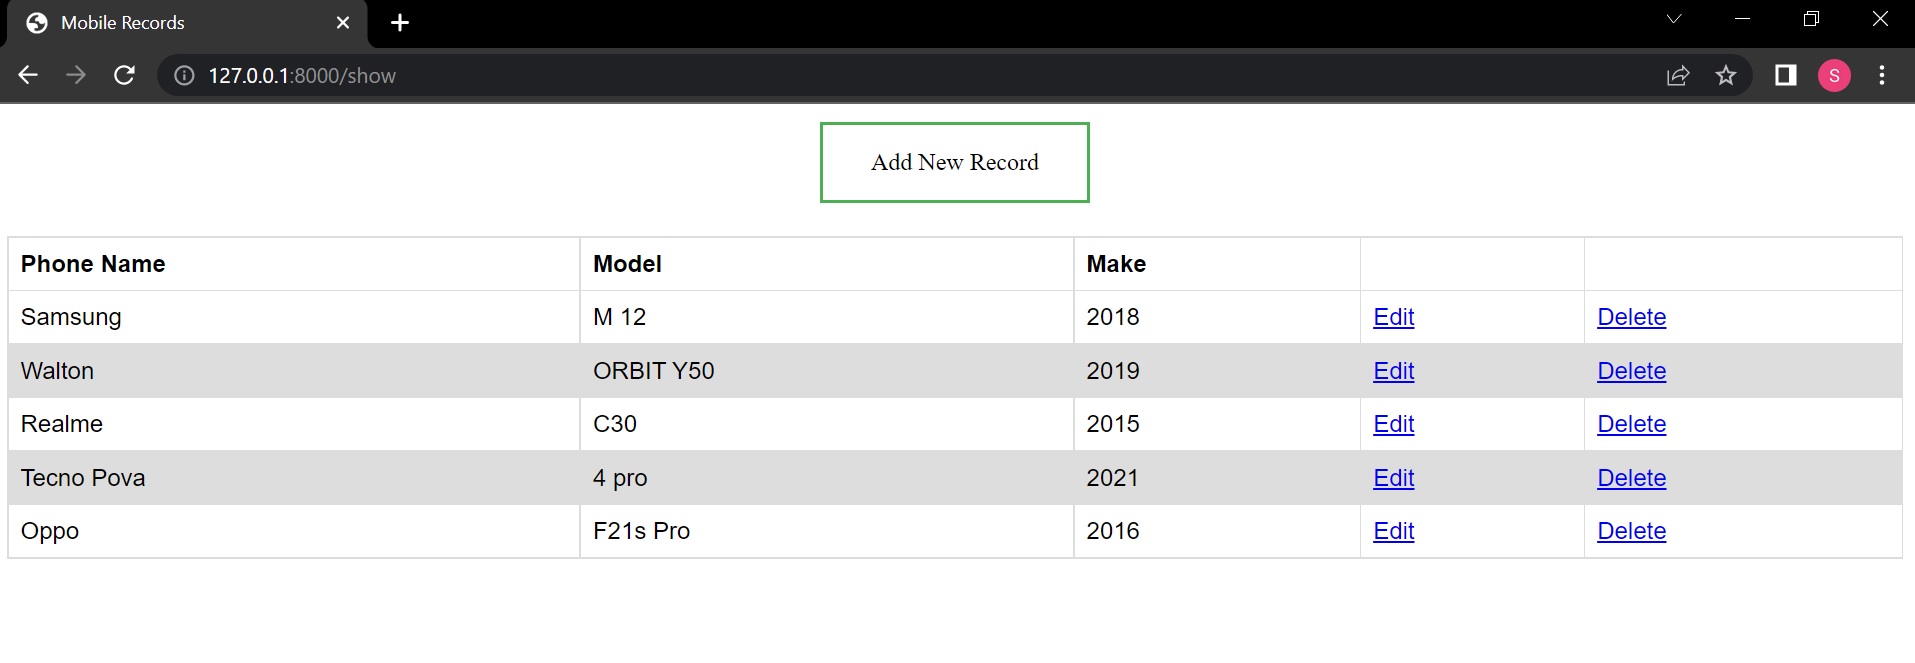 Mobile Records
127.0.0.1:8000/show
S
Add New Record
Phone Name Model Make
Samsung M 12 2018 Edit Delete
Walton ORBIT Y50 2019 Edit Delete
Realme C30 2015 Edit Delete
Tecno Pova 4 pro 2021 Edit Delete
Oppo F21s Pro 2016 Edit Delete